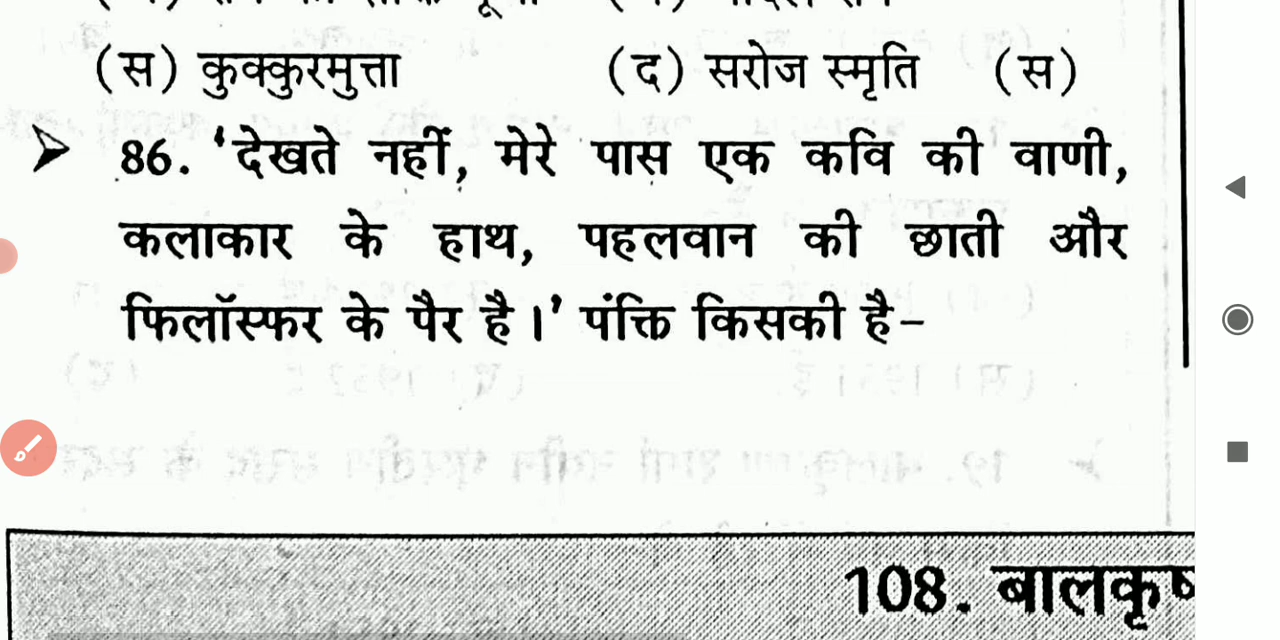 (स) कुक्कुरमुत्ता (द) सरोज स्मृति (स)
86. 'देखते नहीं, मेरे पास एक कवि की वाणी,
कलाकार के हाथ, पहलवान की छाती और
फिलॉस्फर के पैर है।' पंक्ति किसकी है–
108. बालकृष